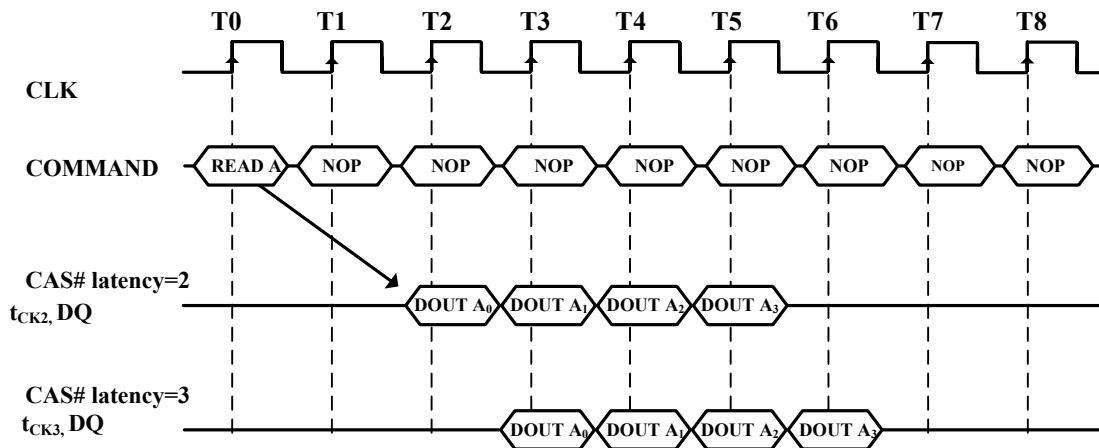 T0 T1 T2 T3 T4 T5 T6 T7 T8
CLK
COMMAND READ A NOP NOP NOP NOP NOP NOP NOP NOP
CAS# latency=2
tCK2, DQ DOUT A0 DOUT A1 DOUT A2 DOUT A3
CAS# latency=3
tCK3, DQ DOUT A0 DOUT A1 DOUT A2 DOUT A3